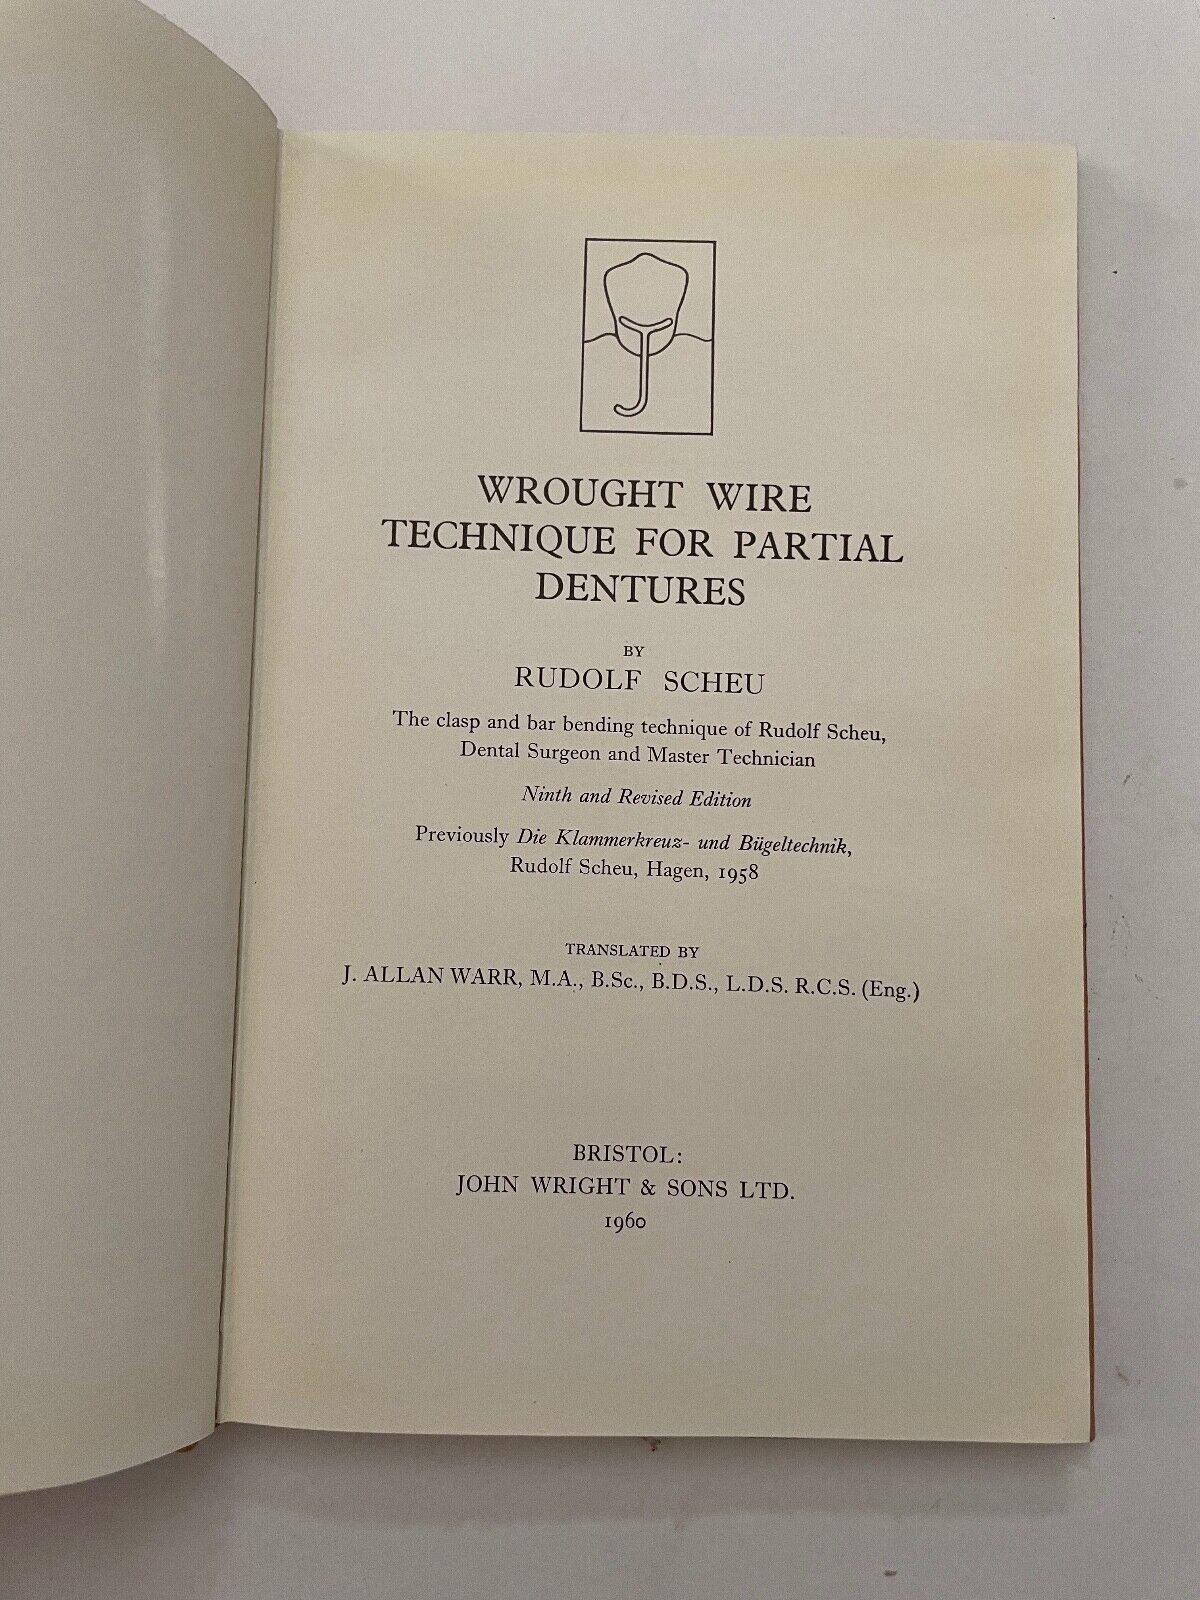 WROUGHT WIRE
TECHNIQUE FOR PARTIAL
DENTURES
BY
RUDOLF SCHEU
The clasp and bar bending technique of Rudolf Scheu,
Dental Surgeon and Master Technician
Ninth and Revised Edition
Previously Die Klammerkreuz- und Bügeltechnik,
Rudolf Scheu, Hagen, 1958
TRANSLATED BY
J. ALLAN WARR, M.A., B.Sc., B.D.S., L.D.S. R.C.S. (Eng.)
BRISTOL:
JOHN WRIGHT & SONS LTD.
1960